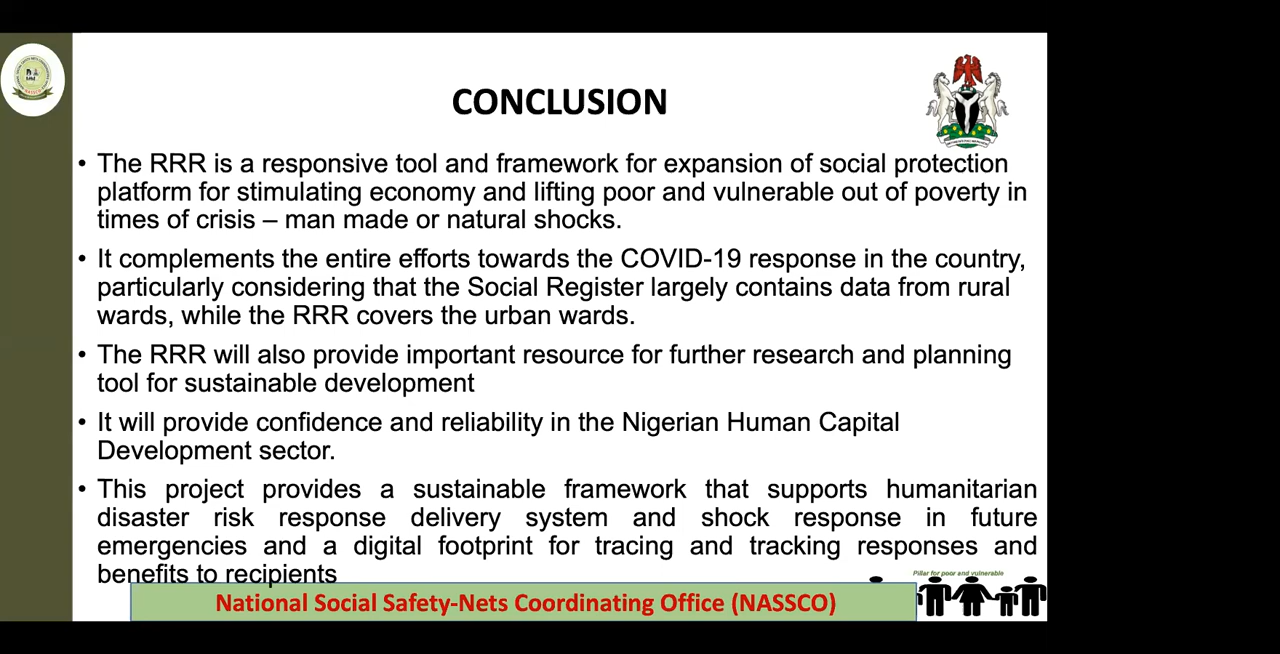 CONCLUSION
• The RRR is a responsive tool and framework for expansion of social protection
platform for stimulating economy and lifting poor and vulnerable out of poverty in
times of crisis – man made or natural shocks.
• It complements the entire efforts towards the COVID-19 response in the country,
particularly considering that the Social Register largely contains data from rural
wards, while the RRR covers the urban wards.
• The RRR will also provide important resource for further research and planning
tool for sustainable development
• It will provide confidence and reliability in the Nigerian Human Capital
Development sector.
• This project provides a sustainable framework that supports humanitarian
disaster risk response delivery system and shock response in future
emergencies and a digital footprint for tracing and tracking responses and
benefits to recipients
Pillar for poor and vulnerable
National Social Safety-Nets Coordinating Office (NASSCO)